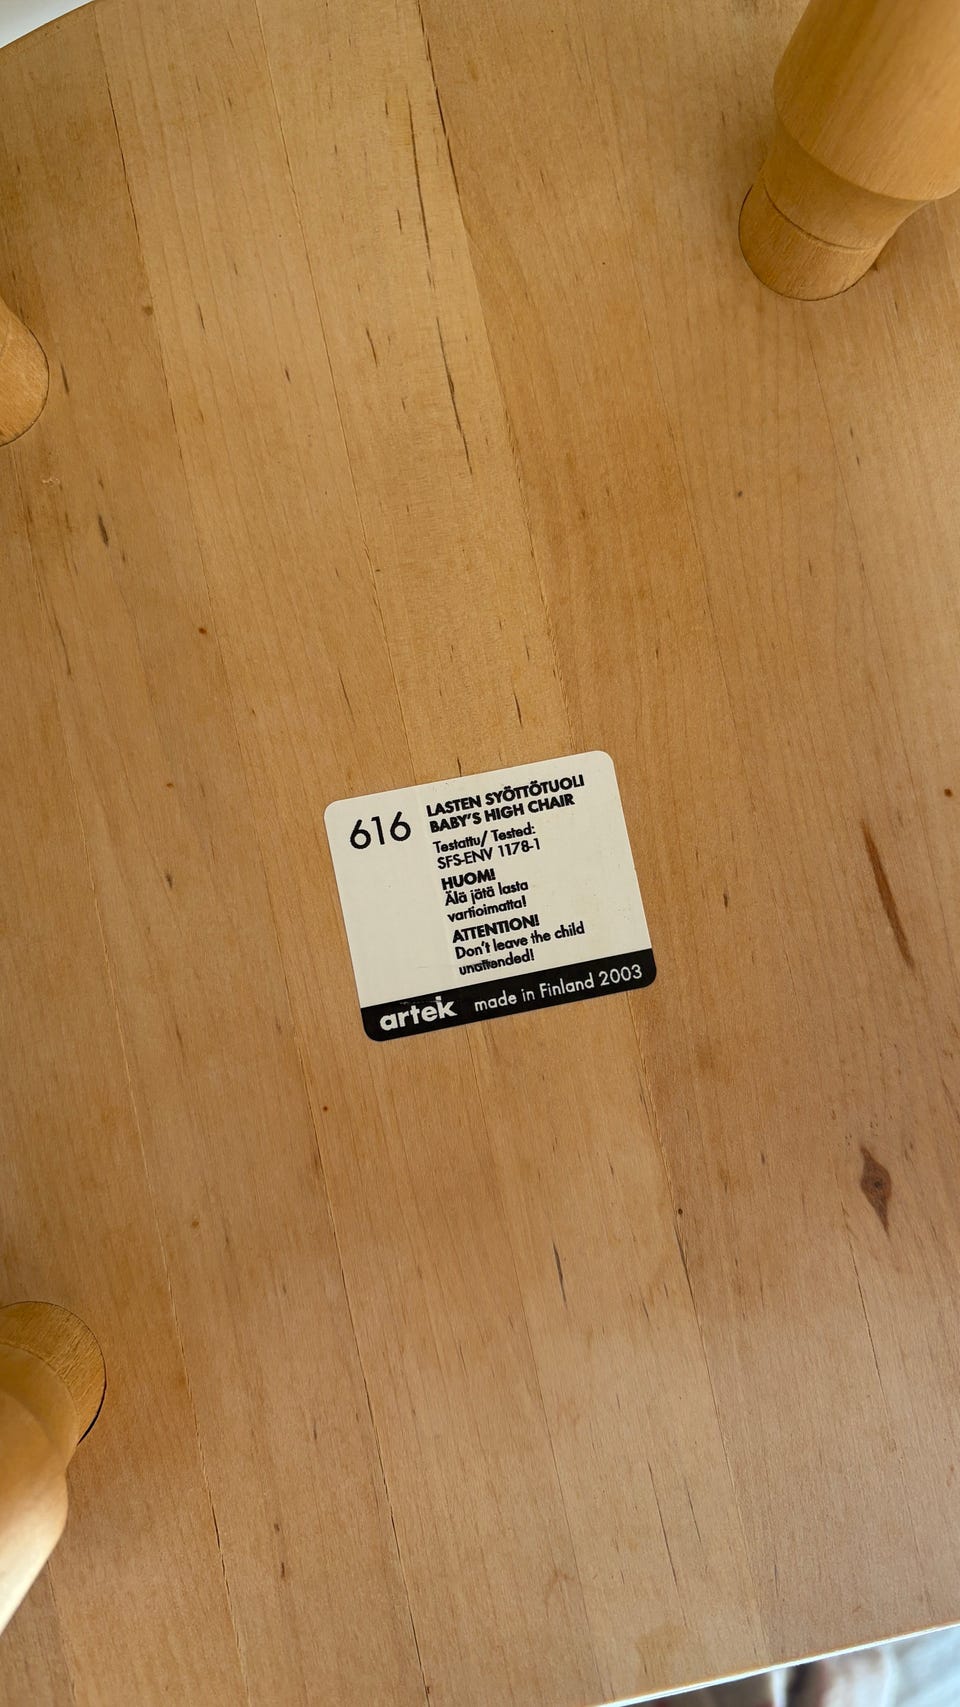 616
LASTEN SYÖTTÖTUOLI
BABY'S HIGH CHAIR
Testattu/ Tested:
SFS-ENV 1178-1
HUOM!
Älä jätä lasta
vartioimatta!
ATTENTION!
Don't leave the child
unattended!
artek made in Finland 2003